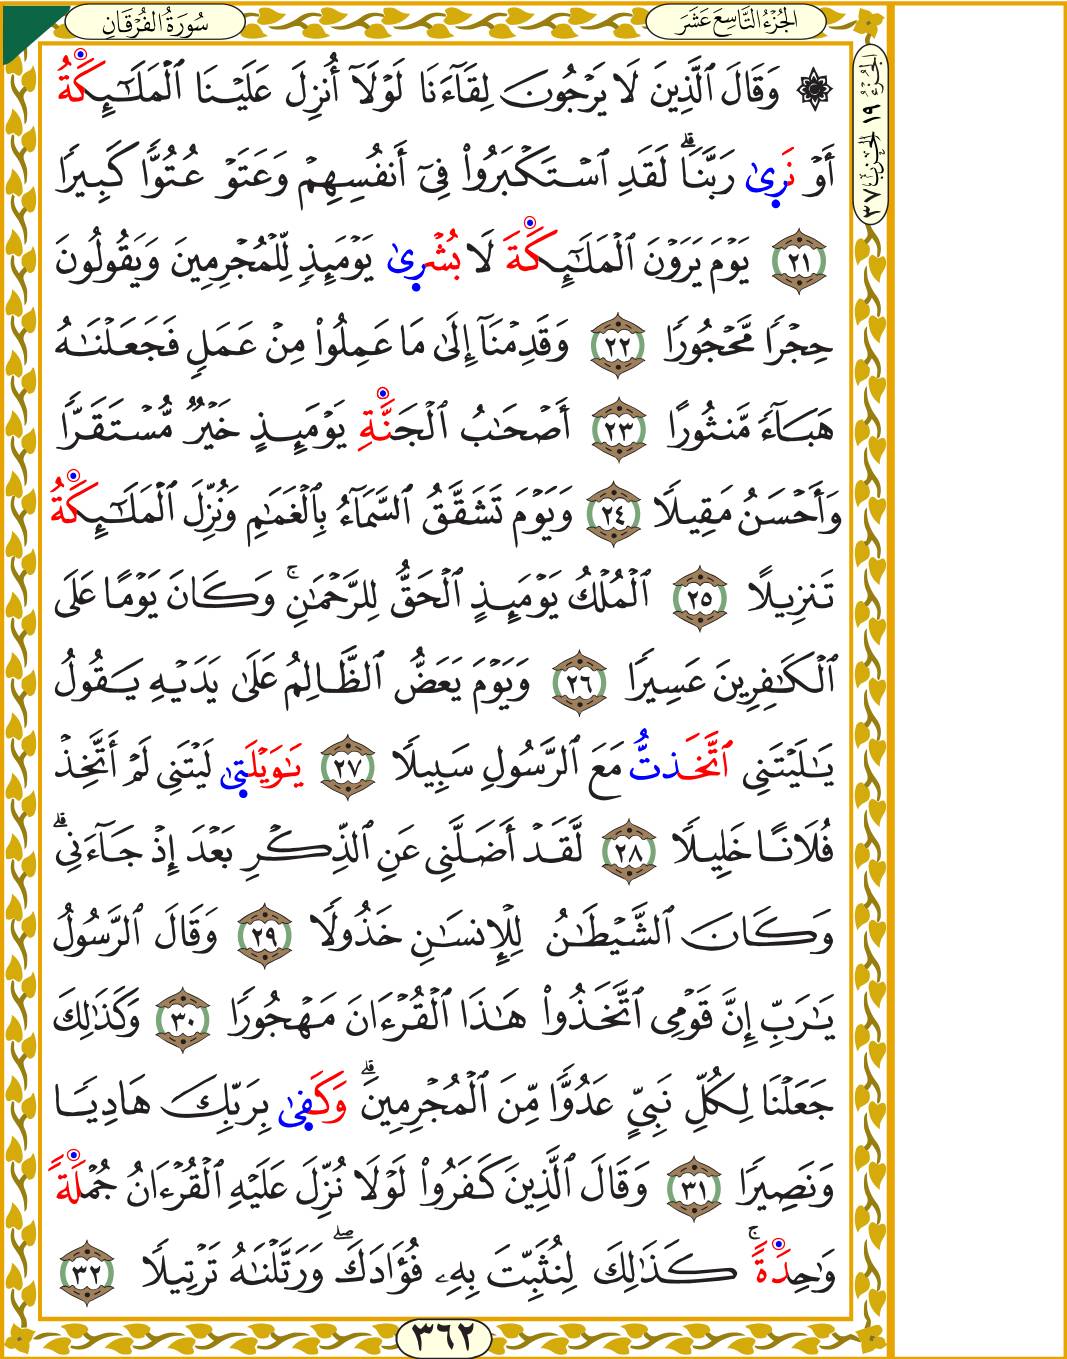 سُورَةُ الفُرْقَانِ
الجُزْءُ التَّاسِعَ عَشَرَ
الجُزْءُ ١٩ الحِزْبُ ٣٧
۞ وَقَالَ ٱلَّذِينَ لَا يَرْجُونَ لِقَآءَنَا لَوْلَآ أُنزِلَ عَلَيْنَا ٱلْمَلَٰٓئِكَةُ
أَوْ نَرٜىٰ رَبَّنَاۗ لَقَدِ ٱسْتَكْبَرُوا۟ فِىٓ أَنفُسِهِمْ وَعَتَوْ عُتُوًّا كَبِيرًا
٢١ يَوْمَ يَرَوْنَ ٱلْمَلَٰٓئِكَةَ لَا بُشْرٜىٰ يَوْمَئِذٍ لِّلْمُجْرِمِينَ وَيَقُولُونَ
حِجْرًا مَّحْجُورًا ٢٢ وَقَدِمْنَآ إِلَىٰ مَا عَمِلُوا۟ مِنْ عَمَلٍ فَجَعَلْنَٰهُ
هَبَآءً مَّنثُورًا ٢٣ أَصْحَٰبُ ٱلْجَنَّةِ يَوْمَئِذٍ خَيْرٌ مُّسْتَقَرًّا
وَأَحْسَنُ مَقِيلًا ٢٤ وَيَوْمَ تَشَقَّقُ ٱلسَّمَآءُ بِٱلْغَمَٰمِ وَنُزِّلَ ٱلْمَلَٰٓئِكَةُ
تَنزِيلًا ٢٥ ٱلْمُلْكُ يَوْمَئِذٍ ٱلْحَقُّ لِلرَّحْمَٰنِۚ وَكَانَ يَوْمًا عَلَى
ٱلْكَٰفِرِينَ عَسِيرًا ٢٦ وَيَوْمَ يَعَضُّ ٱلظَّالِمُ عَلَىٰ يَدَيْهِ يَقُولُ
يَٰلَيْتَنِى ٱتَّخَذتُّ مَعَ ٱلرَّسُولِ سَبِيلًا ٢٧ يَٰوَيْلَتٜىٰ لَيْتَنِى لَمْ أَتَّخِذْ
فُلَانًا خَلِيلًا ٢٨ لَّقَدْ أَضَلَّنِى عَنِ ٱلذِّكْرِ بَعْدَ إِذْ جَآءَنِىۗ
وَكَانَ ٱلشَّيْطَٰنُ لِلْإِنسَٰنِ خَذُولًا ٢٩ وَقَالَ ٱلرَّسُولُ
يَٰرَبِّ إِنَّ قَوْمِى ٱتَّخَذُوا۟ هَٰذَا ٱلْقُرْءَانَ مَهْجُورًا ٣٠ وَكَذَٰلِكَ
جَعَلْنَا لِكُلِّ نَبِىٍّ عَدُوًّا مِّنَ ٱلْمُجْرِمِينَۗ وَكَفٜىٰ بِرَبِّكَ هَادِيًا
وَنَصِيرًا ٣١ وَقَالَ ٱلَّذِينَ كَفَرُوا۟ لَوْلَا نُزِّلَ عَلَيْهِ ٱلْقُرْءَانُ جُمْلَةً
وَٰحِدَةًۚ كَذَٰلِكَ لِنُثَبِّتَ بِهِۦ فُؤَادَكَۖ وَرَتَّلْنَٰهُ تَرْتِيلًا ٣٢
٣٦٢